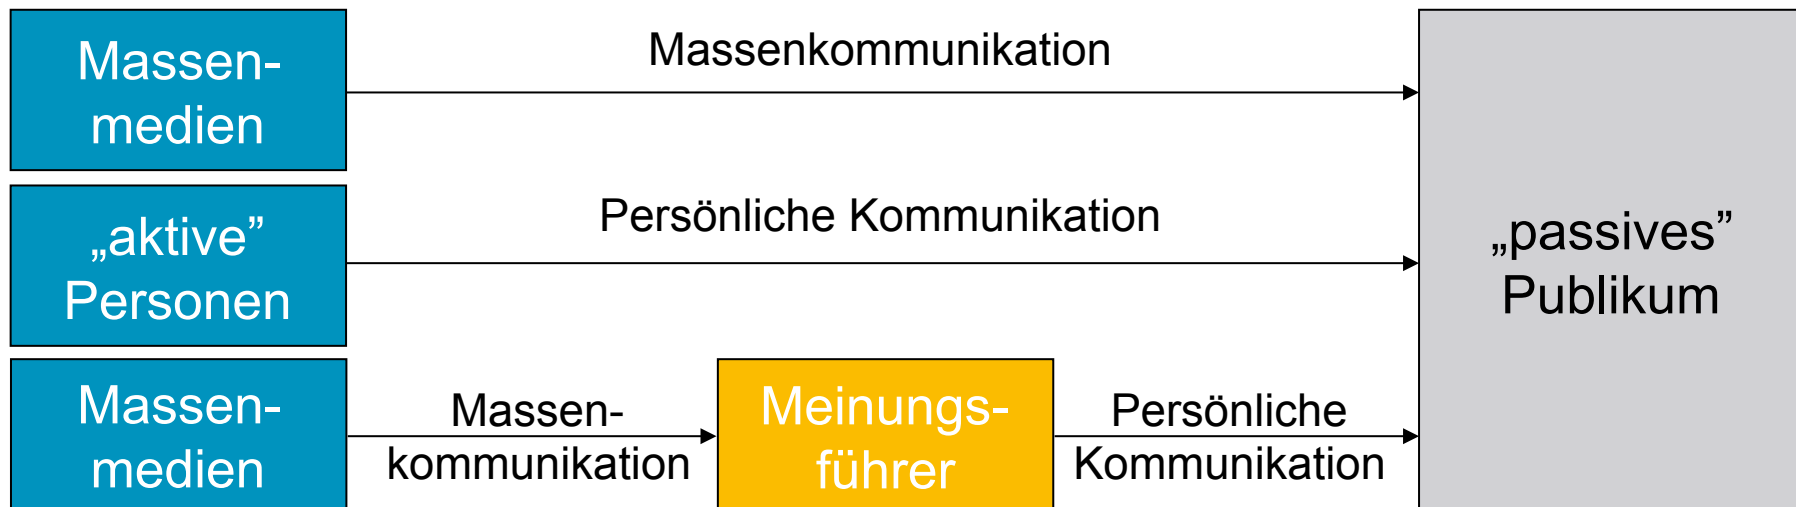 Massen-
medien
Massenkommunikation
„aktive”
Personen
Persönliche Kommunikation
„passives”
Publikum
Massen-
medien
Massen-
kommunikation
Meinungs-
führer
Persönliche
Kommunikation